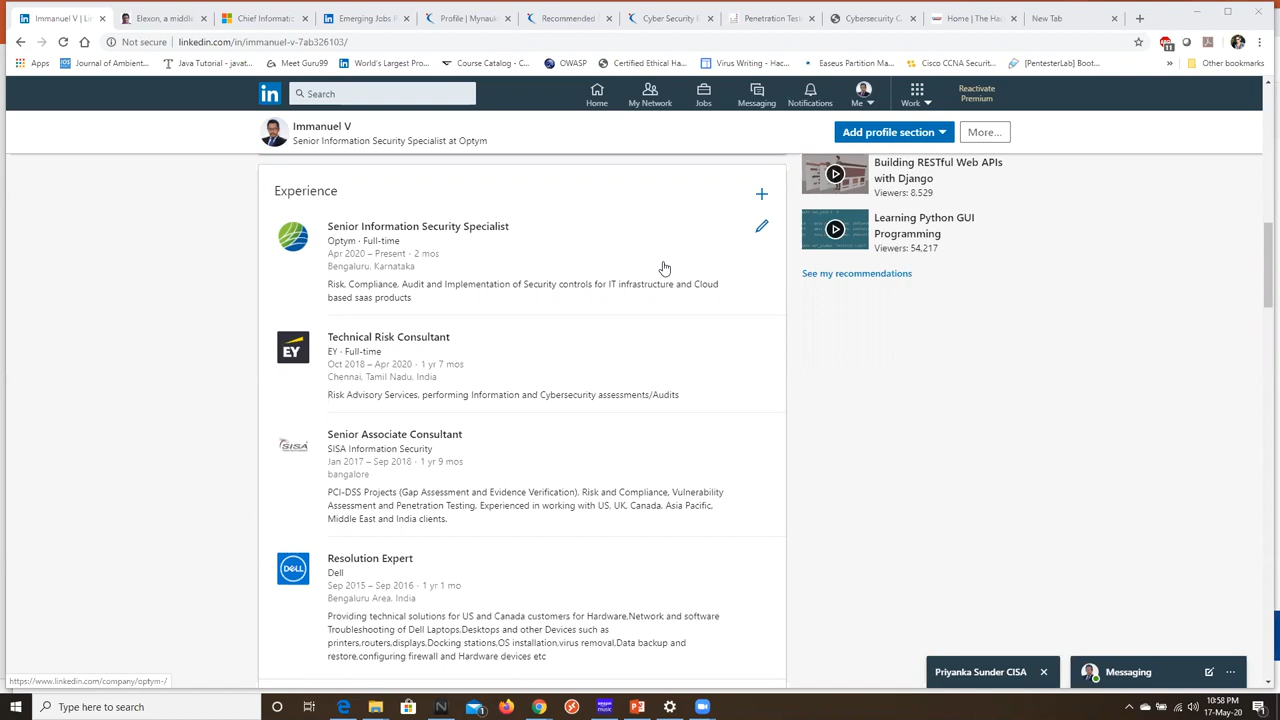 Immanuel V | Li
Elexon, a middle
Chief Informatic
Emerging Jobs i
Profile | Mynauk
Recommended
Cyber Security
Penetration Test
Cybersecurity C
Home | The Ha
New Tab
Not secure | linkedin.com/in/immanuel-v-7ab326103/
11
Apps
Journal of Ambient...
Java Tutorial - javat...
Meet Guru99
World's Largest Pro...
Course Catalog - C...
OWASP
Certified Ethical Ha...
Virus Writing - Hac...
Easeus Partition Ma...
Cisco CCNA Securit...
[PentesterLab] Boot...
Other bookmarks
Search
Home
My Network
Jobs
Messaging
Notifications
Me
Work
Reactivate
Premium
Immanuel V
Senior Information Security Specialist at Optym
Add profile section
More...
Experience
Senior Information Security Specialist
Optym · Full-time
Apr 2020 – Present · 2 mos
Bengaluru, Karnataka
Risk, Compliance, Audit and Implementation of Security controls for IT infrastructure and Cloud
based saas products
EY
Technical Risk Consultant
EY · Full-time
Oct 2018 – Apr 2020 · 1 yr 7 mos
Chennai, Tamil Nadu, India
Risk Advisory Services, performing Information and Cybersecurity assessments/Audits
SISA
Senior Associate Consultant
SISA Information Security
Jan 2017 – Sep 2018 · 1 yr 9 mos
bangalore
PCI-DSS Projects (Gap Assessment and Evidence Verification), Risk and Compliance, Vulnerability
Assessment and Penetration Testing. Experienced in working with US, UK, Canada, Asia Pacific,
Middle East and India clients.
DELL
Resolution Expert
Dell
Sep 2015 – Sep 2016 · 1 yr 1 mo
Bengaluru Area, India
Providing technical solutions for US and Canada customers for Hardware,Network and software
Troubleshooting of Dell Laptops,Desktops and other Devices such as
printers,routers,displays,Docking stations,OS installation,virus removal,Data backup and
restore,configuring firewall and Hardware devices etc
Building RESTful Web APIs
with Django
Viewers: 8,529
Learning Python GUI
Programming
Viewers: 54,217
See my recommendations
Priyanka Sunder CISA
Messaging
https://www.linkedin.com/company/optym-/
Type here to search
10:58 PM
17-May-20